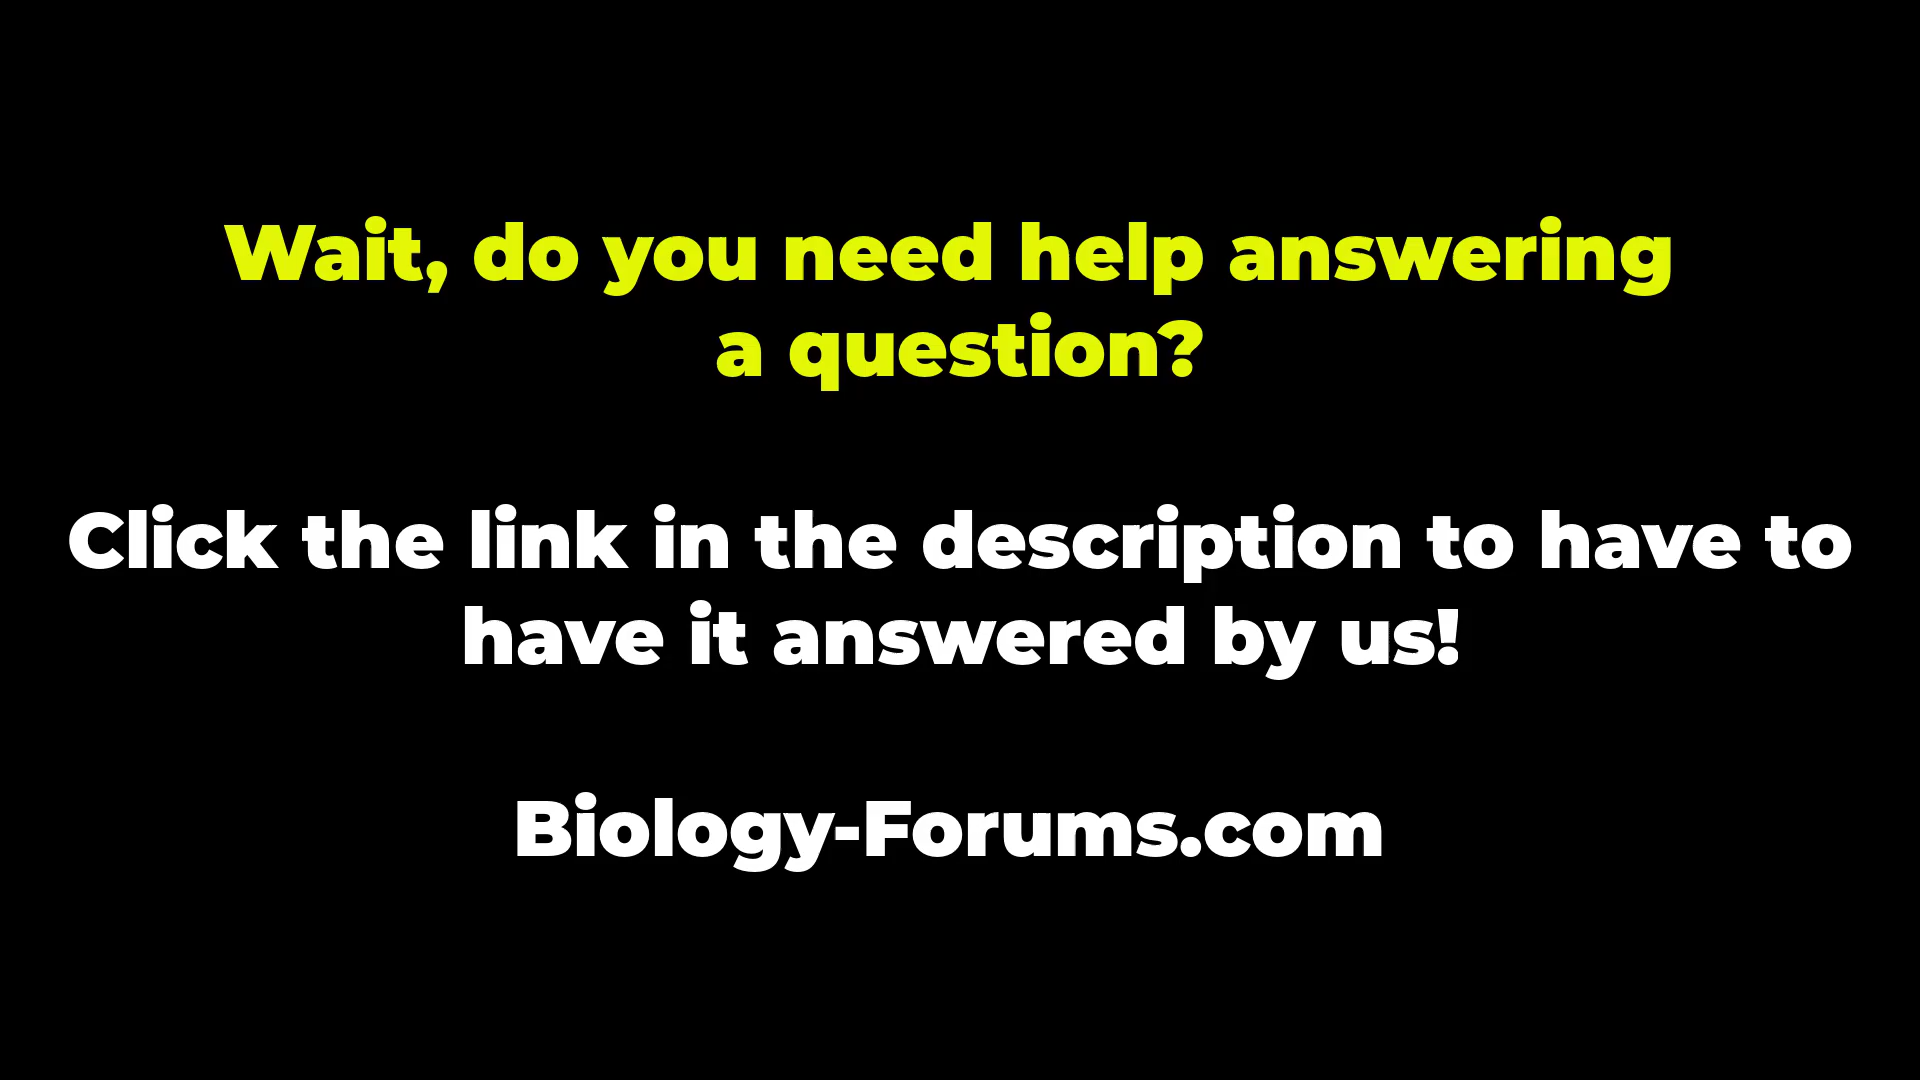 Wait, do you need help answering
a question?
Click the link in the description to have to
have it answered by us!
Biology-Forums.com